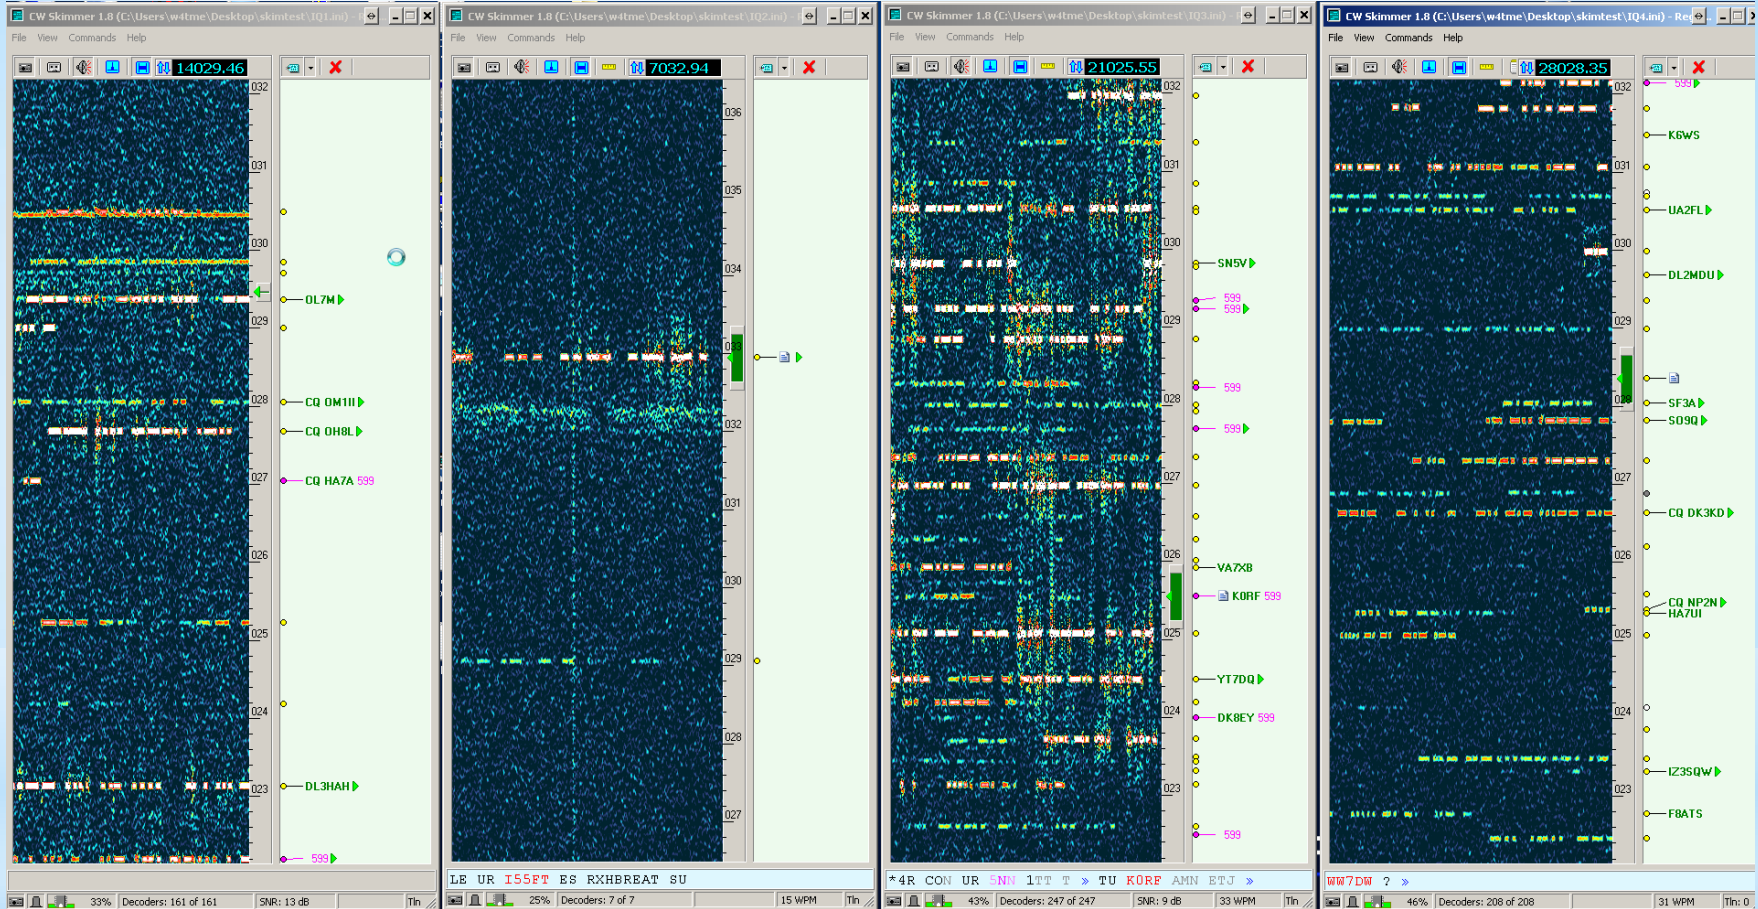 CW Skimmer 1.8 (C:\Users\w4tme\Desktop\skimtest\IQ1.ini) - R
File View Commands Help
14029.46
032
031
030
029
OL7M
028
CQ OM1II
CQ OH8L
027
CQ HA7A 599
026
025
024
023
DL3HAH
599
33% Decoders: 161 of 161 SNR: 13 dB Tln
CW Skimmer 1.8 (C:\Users\w4tme\Desktop\skimtest\IQ2.ini) -
File View Commands Help
7032.94
036
035
034
033
032
031
030
029
028
027
LE UR I55FT ES RXHBREAT SU
25% Decoders: 7 of 7 15 WPM Tln
CW Skimmer 1.8 (C:\Users\w4tme\Desktop\skimtest\IQ3.ini) -
File View Commands Help
21025.55
032
031
030
SN5V
599
599
029
599
028
599
027
026
VA7XB
K0RF 599
025
YT7DQ
024
DK8EY 599
023
599
*4R CON UR 5NN 1TT T » TU K0RF AMN ETJ »
43% Decoders: 247 of 247 SNR: 9 dB 33 WPM Tln
CW Skimmer 1.8 (C:\Users\w4tme\Desktop\skimtest\IQ4.ini) - Reg
File View Commands Help
28028.35
599
032
K6WS
031
UA2FL
030
DL2MDU
029
028
SF3A
SO9Q
027
CQ DK3KD
026
CQ NP2N
HA7UI
025
024
IZ3SQW
023
F8ATS
WW7DW ? »
46% Decoders: 208 of 208 31 WPM Tln: 0